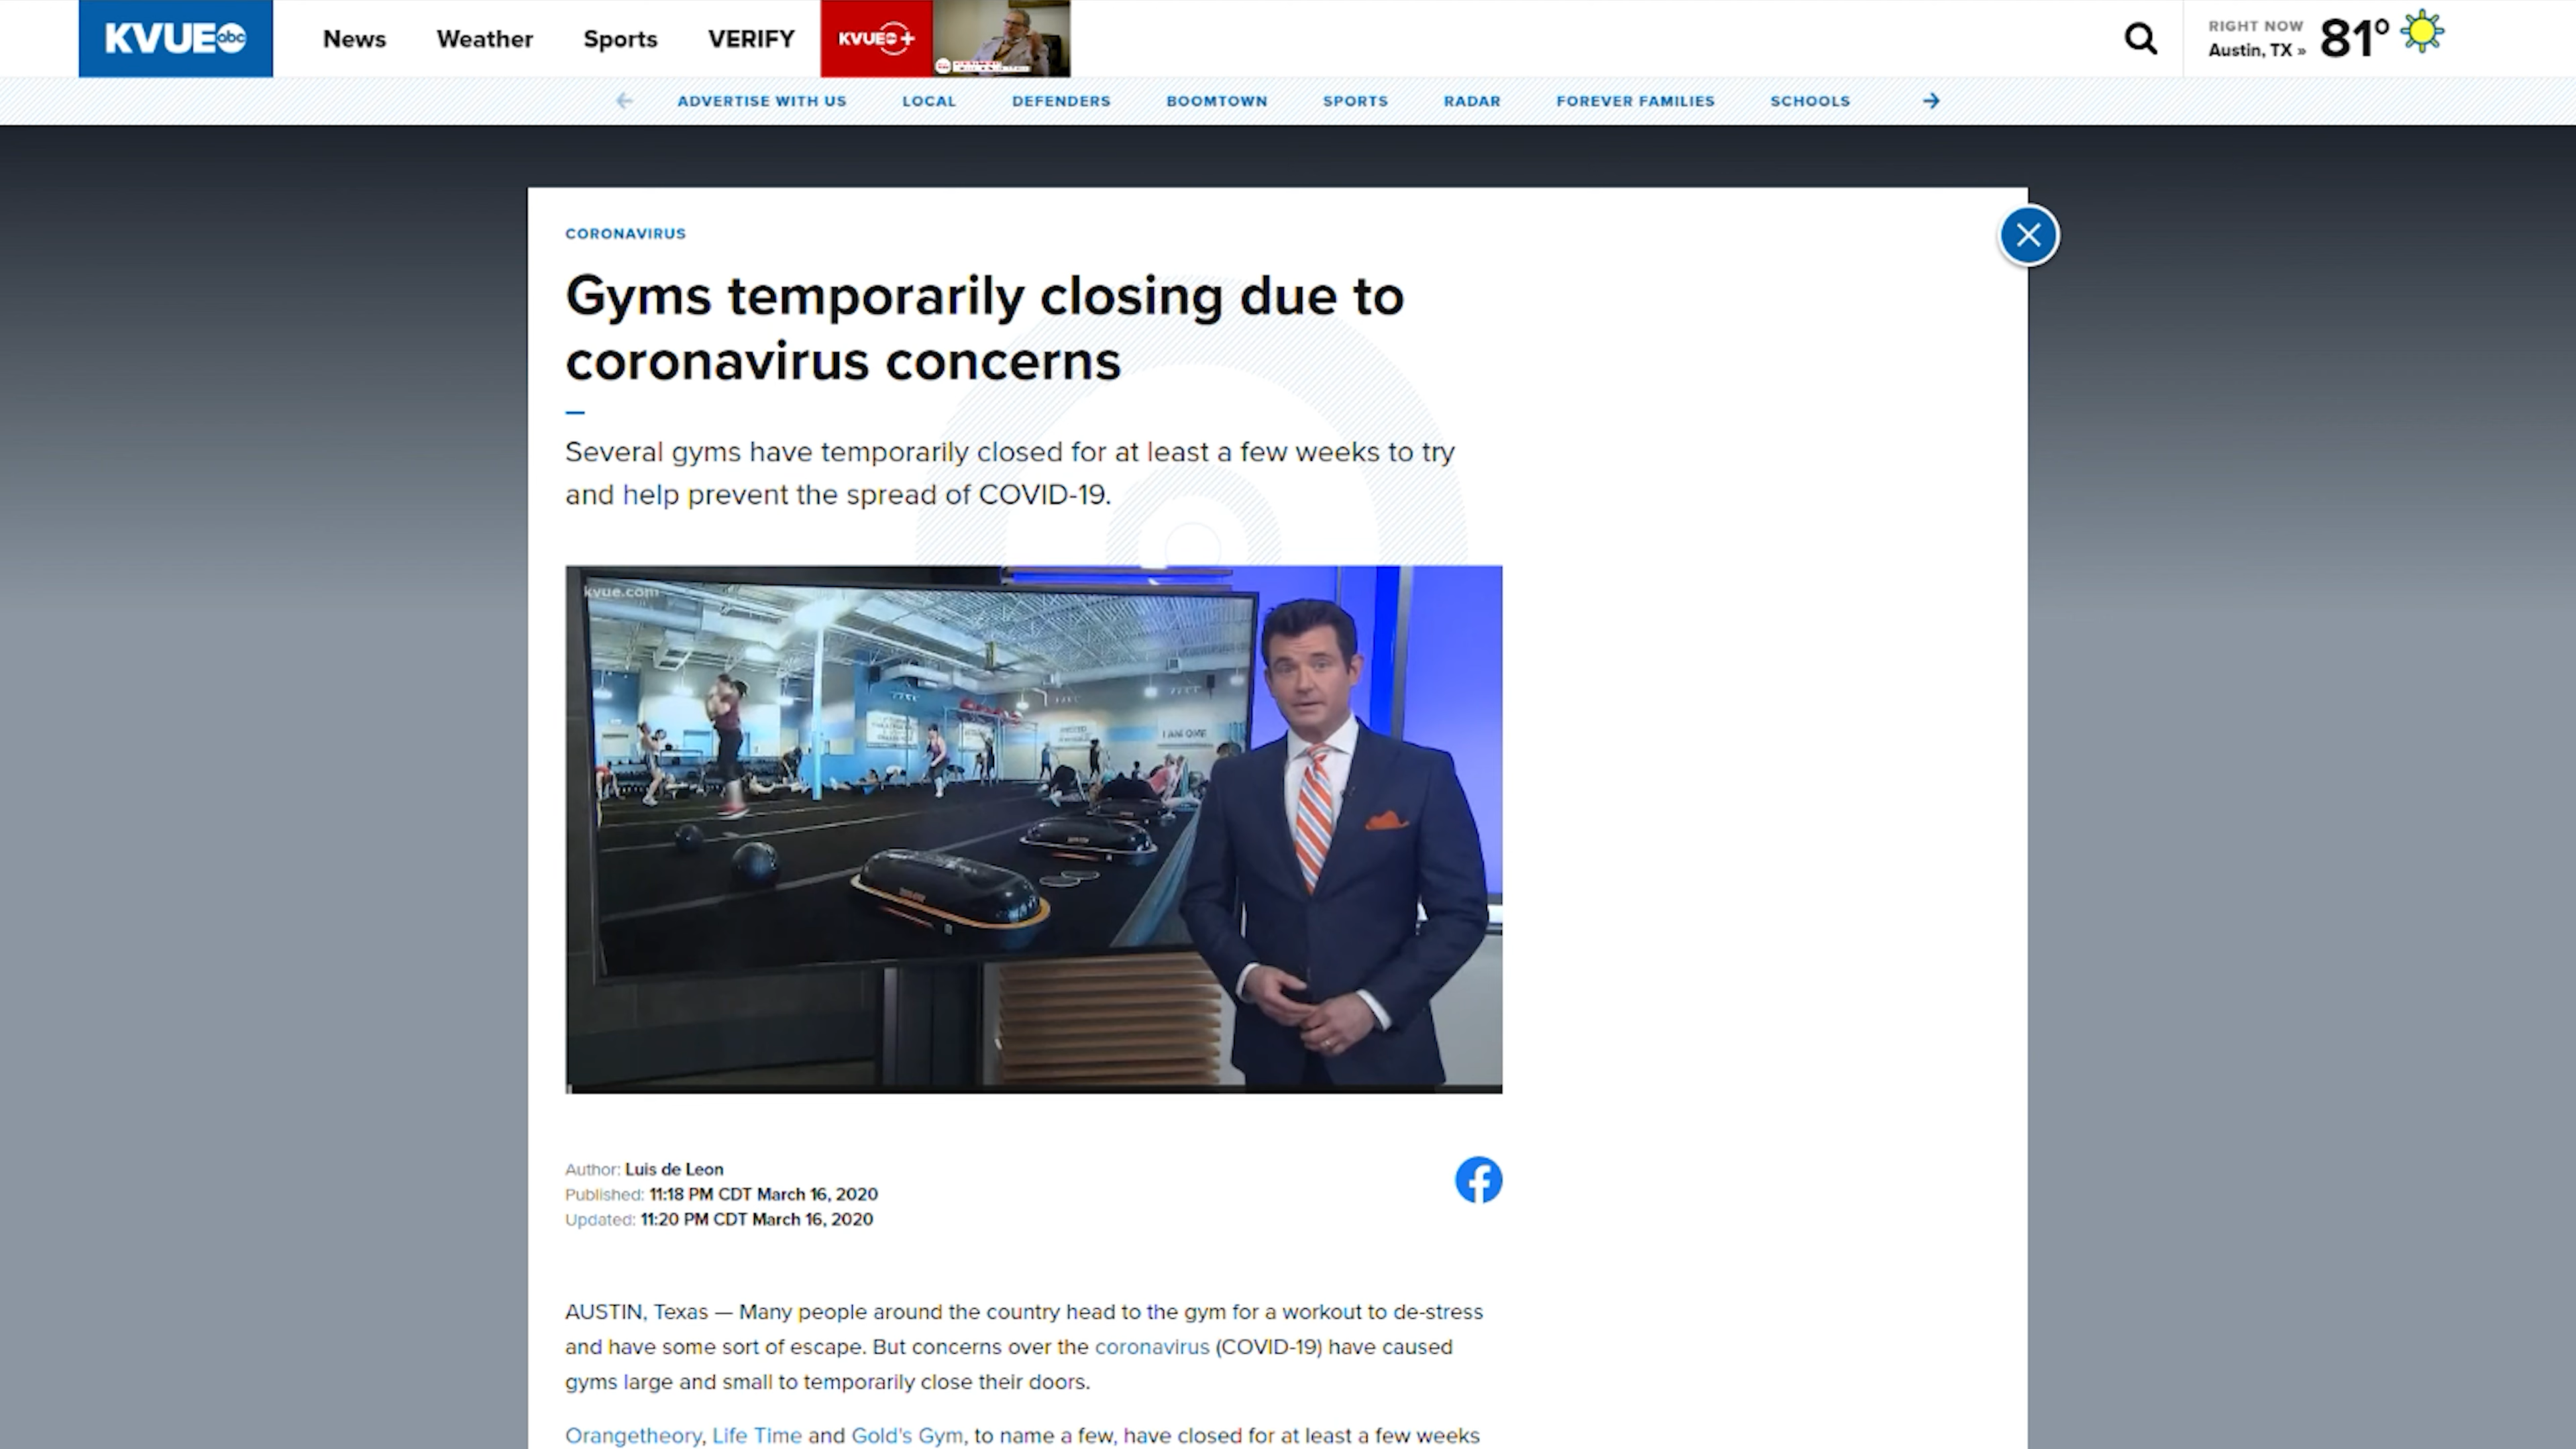 KVUE abc
News Weather Sports VERIFY KVUE abc +
RIGHT NOW
Austin, TX »
81°
ADVERTISE WITH US LOCAL DEFENDERS BOOMTOWN SPORTS RADAR FOREVER FAMILIES SCHOOLS
CORONAVIRUS
Gyms temporarily closing due to
coronavirus concerns
Several gyms have temporarily closed for at least a few weeks to try
and help prevent the spread of COVID-19.
kvue.com
I AM ONE
Author: Luis de Leon
Published: 11:18 PM CDT March 16, 2020
Updated: 11:20 PM CDT March 16, 2020
AUSTIN, Texas — Many people around the country head to the gym for a workout to de-stress
and have some sort of escape. But concerns over the coronavirus (COVID-19) have caused
gyms large and small to temporarily close their doors.
Orangetheory, Life Time and Gold's Gym, to name a few, have closed for at least a few weeks